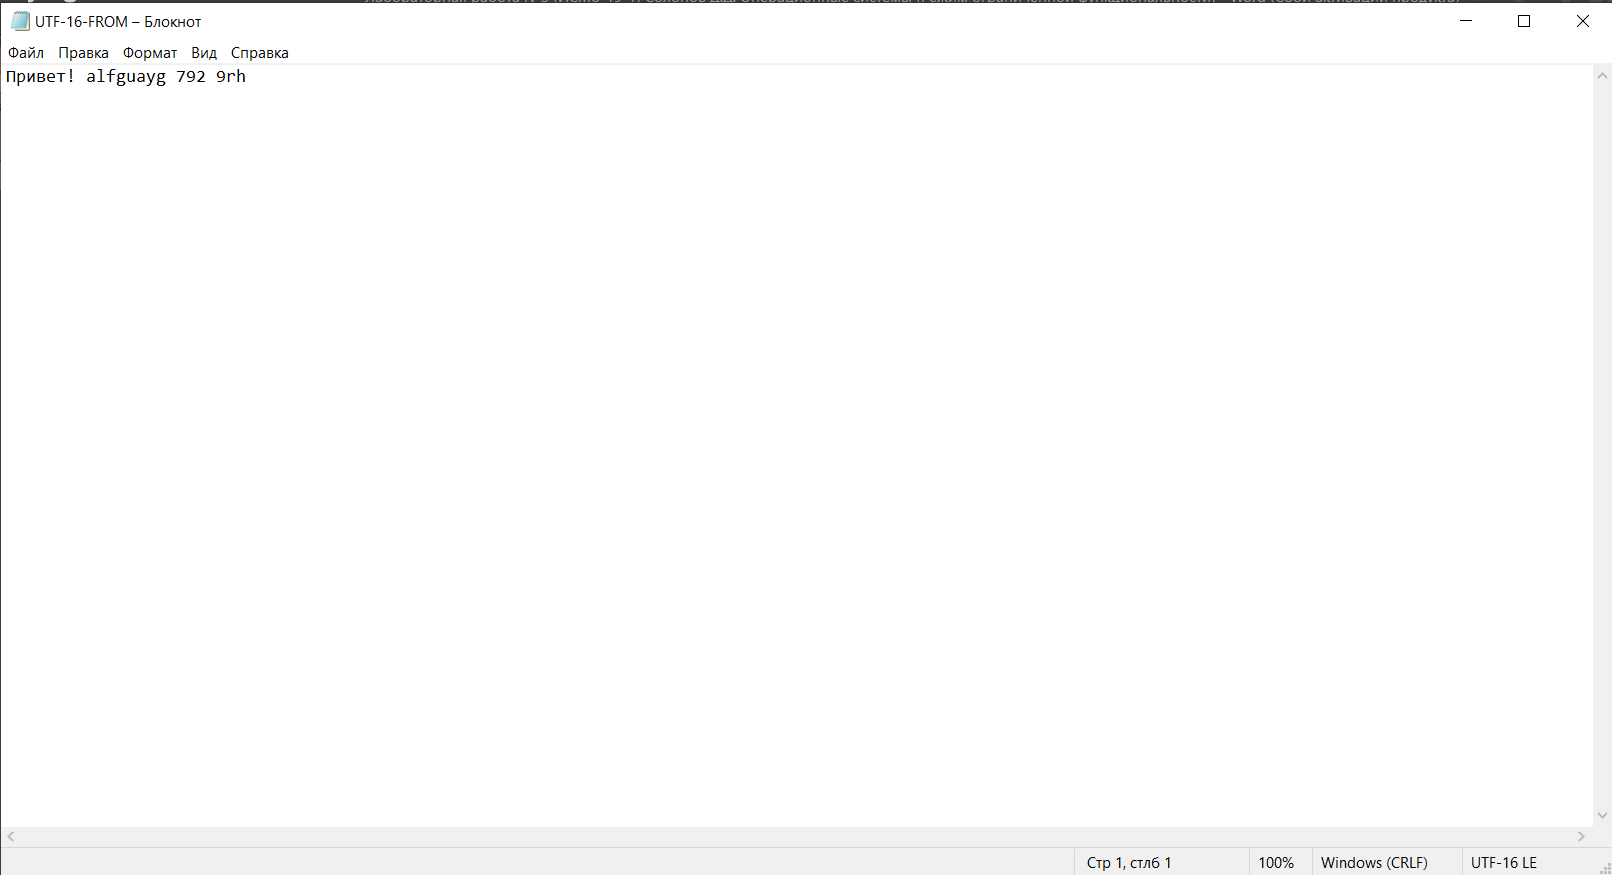 UTF-16-FROM – Блокнот
Файл Правка Формат Вид Справка
Привет! alfguayg 792 9rh
Стр 1, стлб 1 100% Windows (CRLF) UTF-16 LE